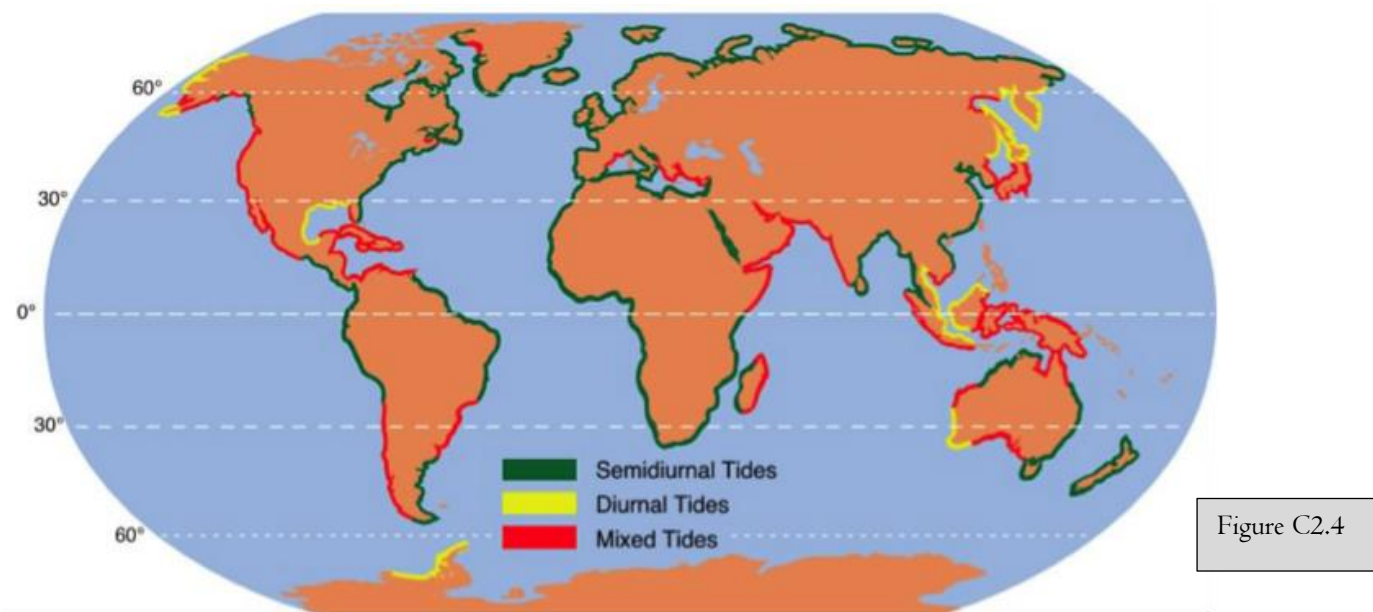 60°
30°
0°
30°
60°
Semidiurnal Tides
Diurnal Tides
Mixed Tides
Figure C2.4